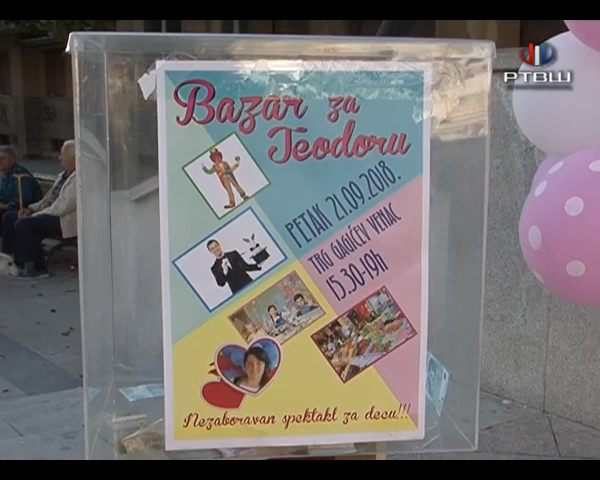 РТВШ
Bazar za
Teodoru
PETAK 21.09.2018.
TRG GAGIĆEV VENAC
15.30-19h
Nezaboravan spektakl za decu!!!